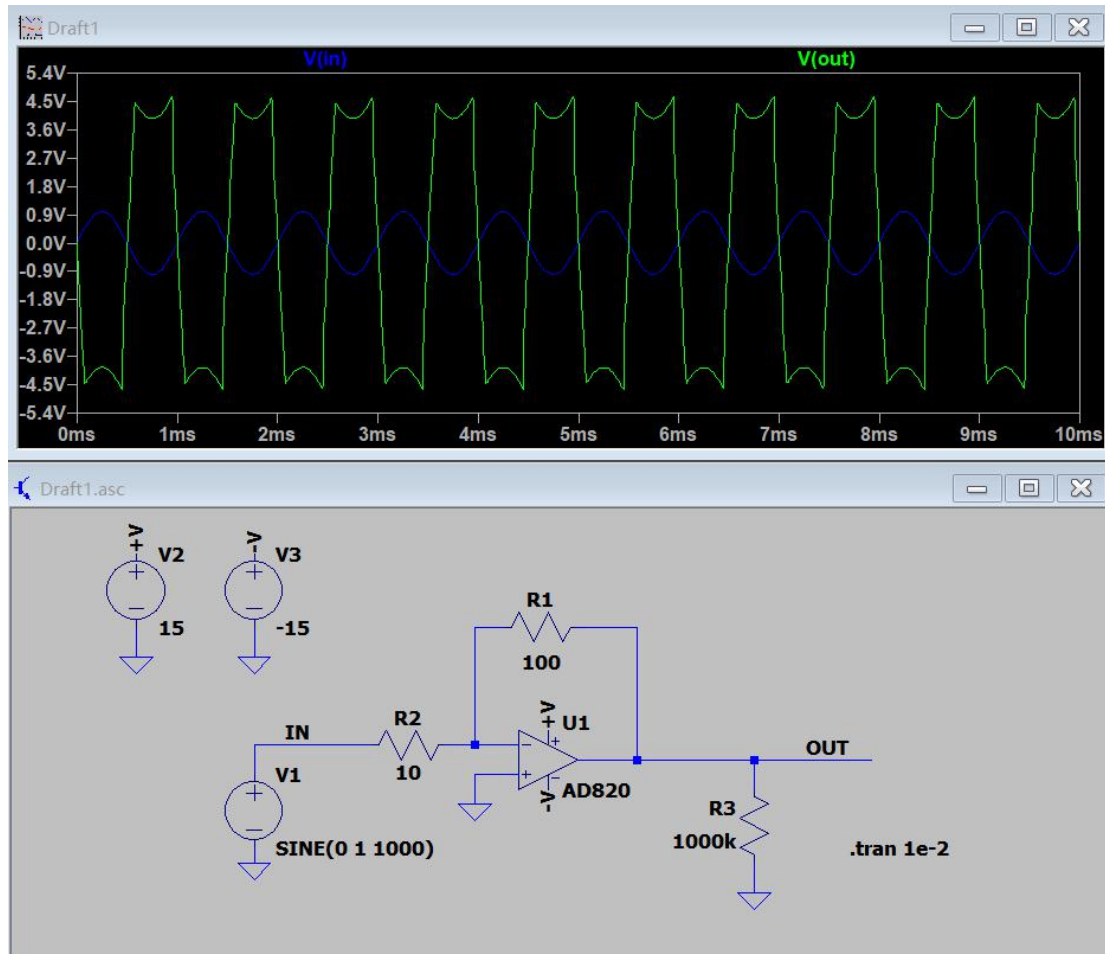 Draft1
V(in) V(out)
5.4V
4.5V
3.6V
2.7V
1.8V
0.9V
0.0V
-0.9V
-1.8V
-2.7V
-3.6V
-4.5V
-5.4V
0ms 1ms 2ms 3ms 4ms 5ms 6ms 7ms 8ms 9ms 10ms
Draft1.asc
+V
V2
15
-V
V3
-15
R1
100
IN
R2
10
+V
U1
-V
AD820
OUT
V1
SINE(0 1 1000)
R3
1000k
.tran 1e-2